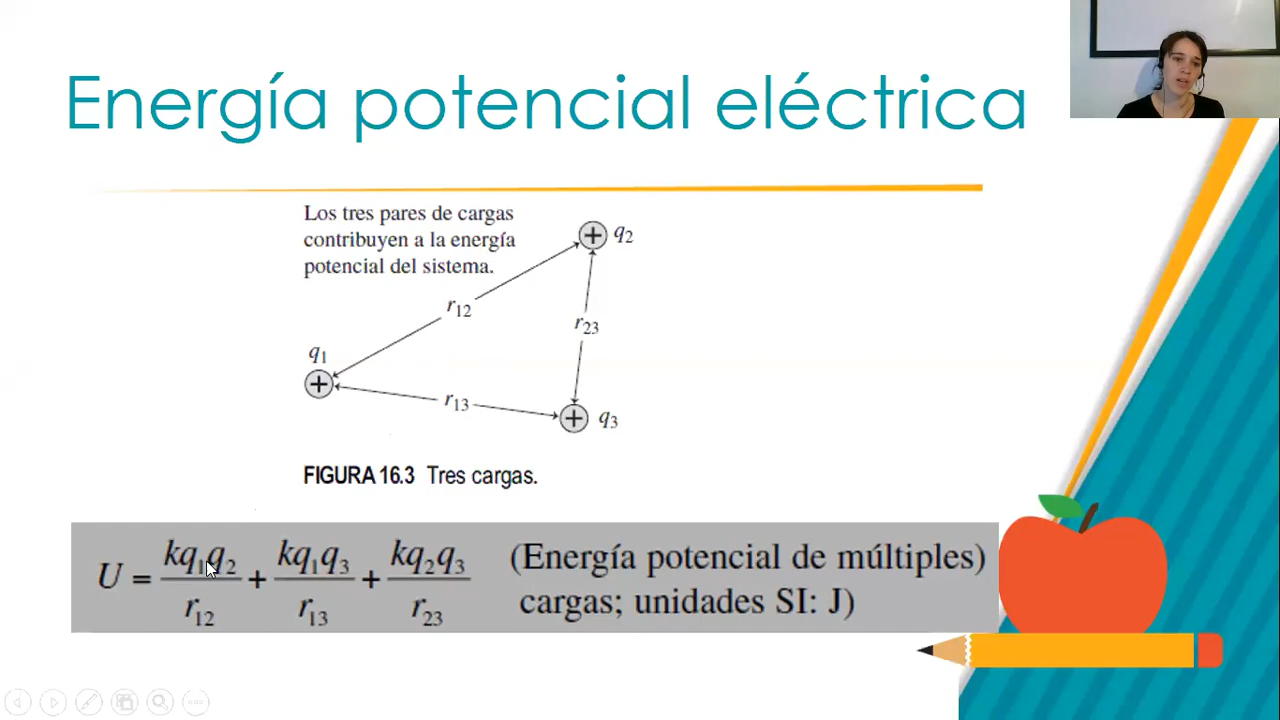 Energía potencial eléctrica
Los tres pares de cargas
contribuyen a la energía
potencial del sistema.
q₂
r₁₂
r₂₃
q₁
r₁₃
q₃
FIGURA 16.3 Tres cargas.
U = kq₁q₂/r₁₂ + kq₁q₃/r₁₃ + kq₂q₃/r₂₃ (Energía potencial de múltiples)
cargas; unidades SI: J)